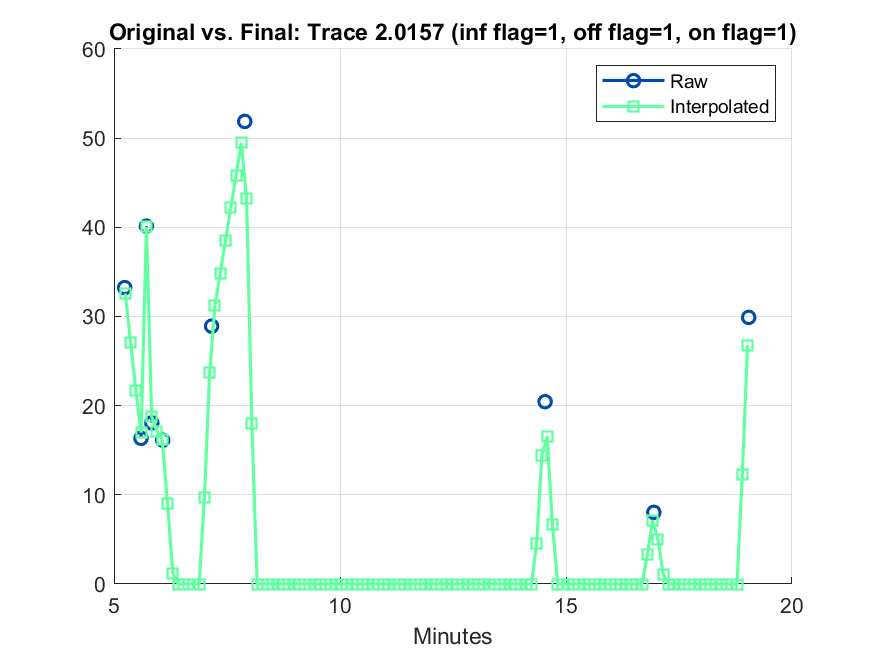 Original vs. Final: Trace 2.0157 (inf flag=1, off flag=1, on flag=1)
60
50
40
30
20
10
0
Raw
Interpolated
5
10
15
20
Minutes